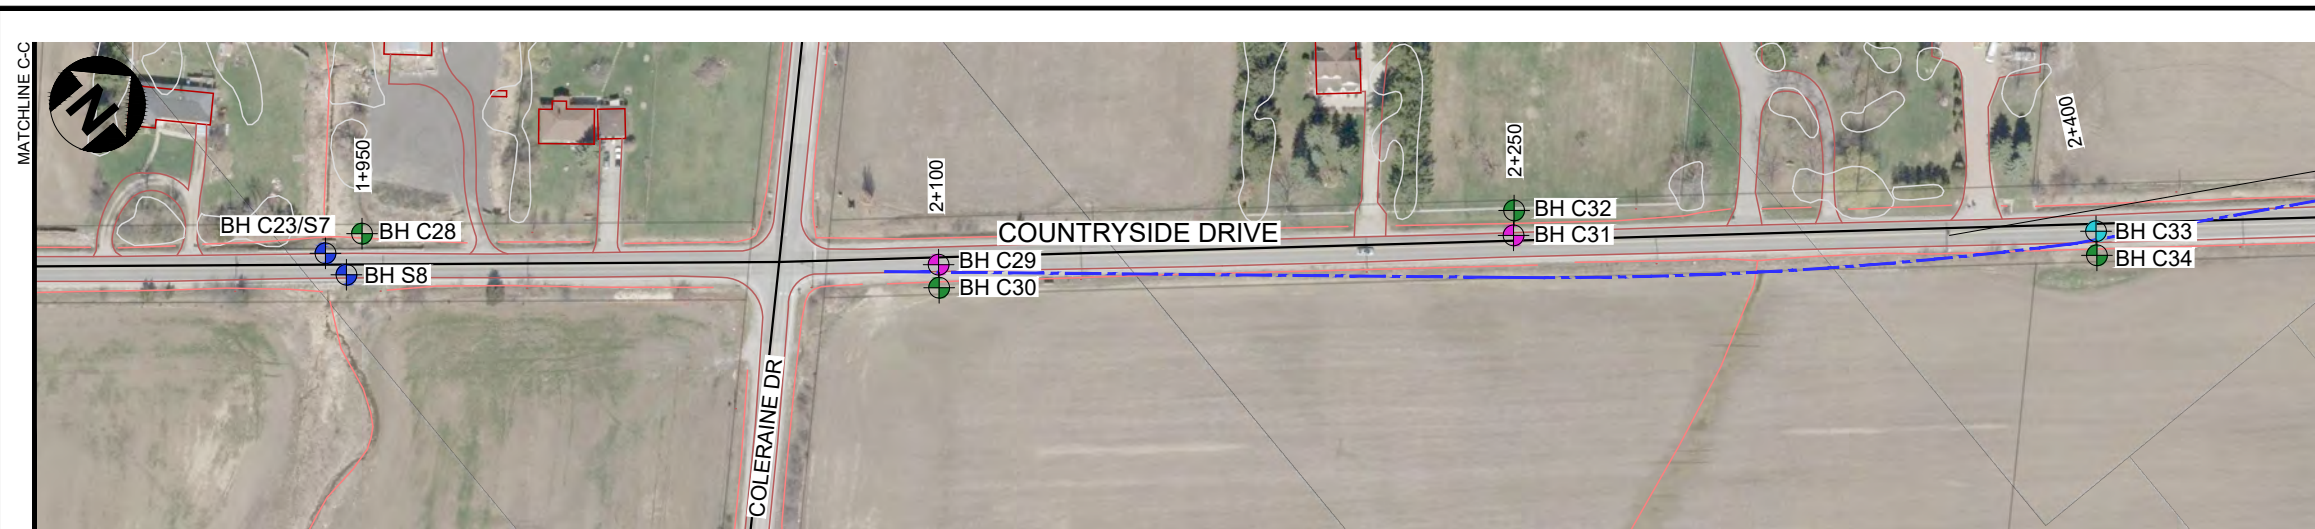 MATCHLINE C-C
N
1+950
2+100
2+250
2+400
BH C23/S7
BH C28
BH S8
COUNTRYSIDE DRIVE
BH C32
BH C31
BH C29
BH C30
BH C33
BH C34
COLERAINE DR